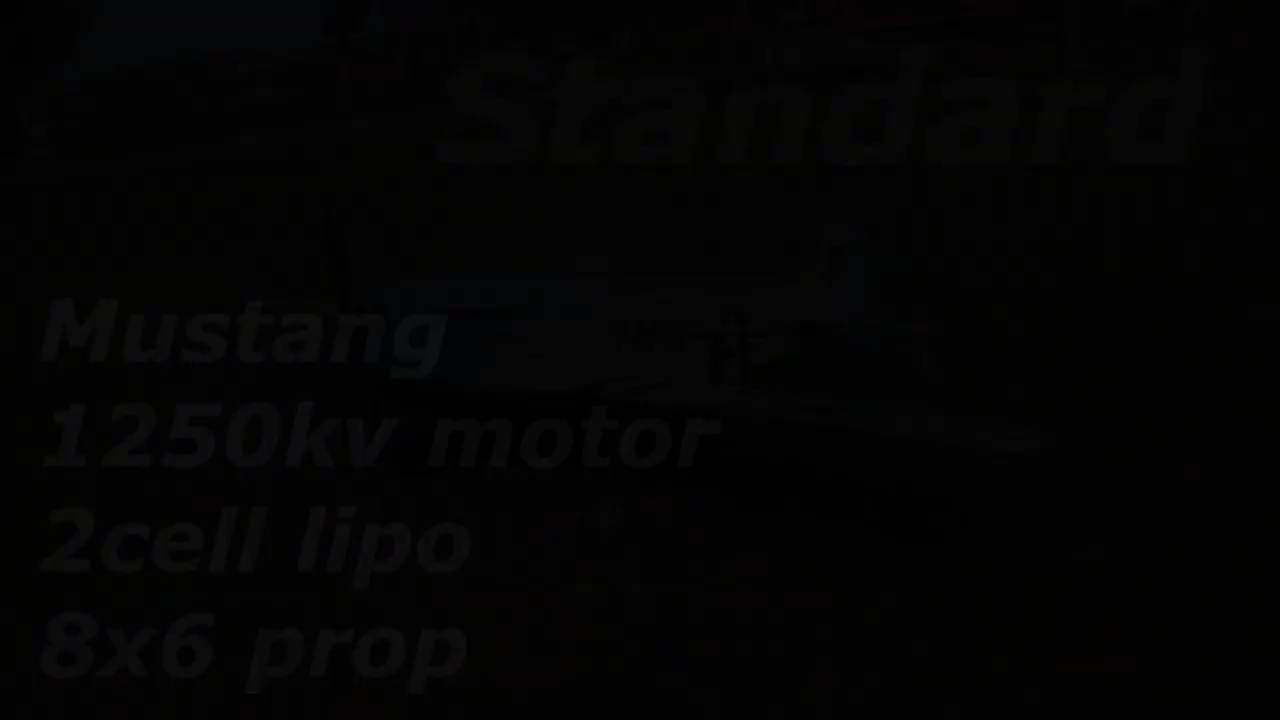 Standard
Mustang
1250kv motor
2cell lipo
8x6 prop